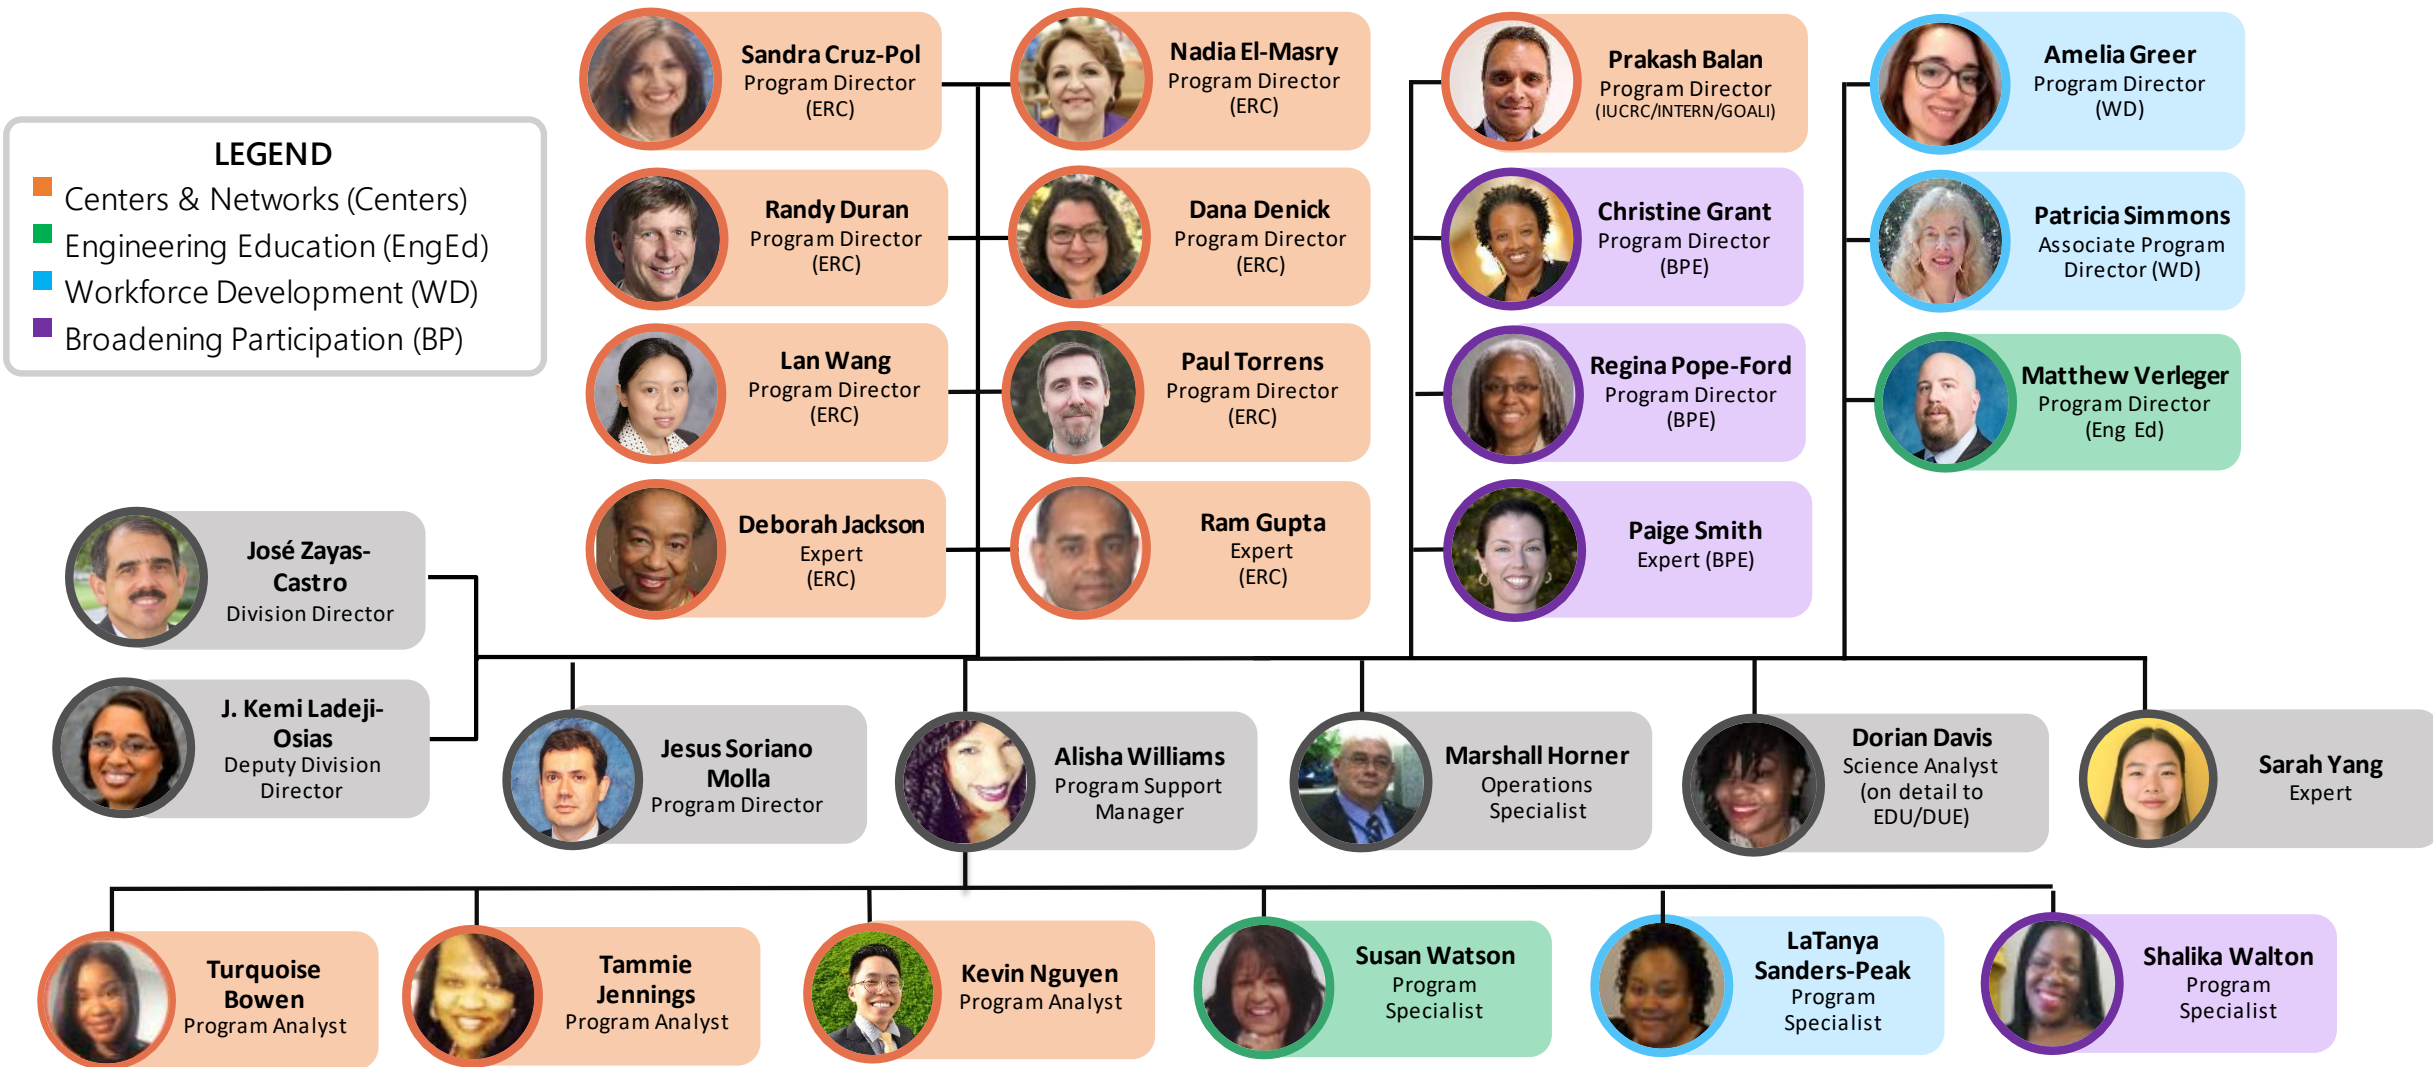 Sandra Cruz-Pol
Program Director
(ERC)
Nadia El-Masry
Program Director
(ERC)
Prakash Balan
Program Director
(IUCRC/INTERN/GOALI)
Amelia Greer
Program Director
(WD)
LEGEND
Centers & Networks (Centers)
Engineering Education (EngEd)
Workforce Development (WD)
Broadening Participation (BP)
Randy Duran
Program Director
(ERC)
Dana Denick
Program Director
(ERC)
Christine Grant
Program Director
(BPE)
Patricia Simmons
Associate Program
Director (WD)
Lan Wang
Program Director
(ERC)
Paul Torrens
Program Director
(ERC)
Regina Pope-Ford
Program Director
(BPE)
Matthew Verleger
Program Director
(Eng Ed)
Deborah Jackson
Expert
(ERC)
Ram Gupta
Expert
(ERC)
Paige Smith
Expert (BPE)
José Zayas-
Castro
Division Director
J. Kemi Ladeji-
Osias
Deputy Division
Director
Jesus Soriano
Molla
Program Director
Alisha Williams
Program Support
Manager
Marshall Horner
Operations
Specialist
Dorian Davis
Science Analyst
(on detail to
EDU/DUE)
Sarah Yang
Expert
Turquoise
Bowen
Program Analyst
Tammie
Jennings
Program Analyst
Kevin Nguyen
Program Analyst
Susan Watson
Program
Specialist
LaTanya
Sanders-Peak
Program
Specialist
Shalika Walton
Program
Specialist